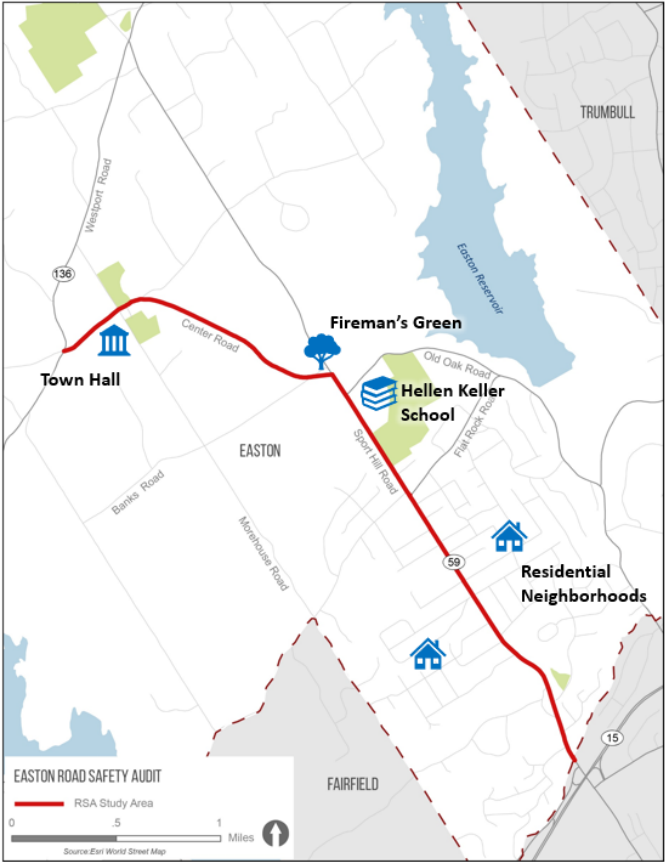 TRUMBULL
Westport Road
Easton Reservoir
136
Fireman's Green
Center Road
Old Oak Road
Town Hall
Hellen Keller
School
Flat Rock Road
Sport Hill Road
EASTON
Banks Road
Morehouse Road
59
Residential
Neighborhoods
15
EASTON ROAD SAFETY AUDIT
RSA Study Area
FAIRFIELD
0 .5 1
Miles
Source:Esri World Street Map